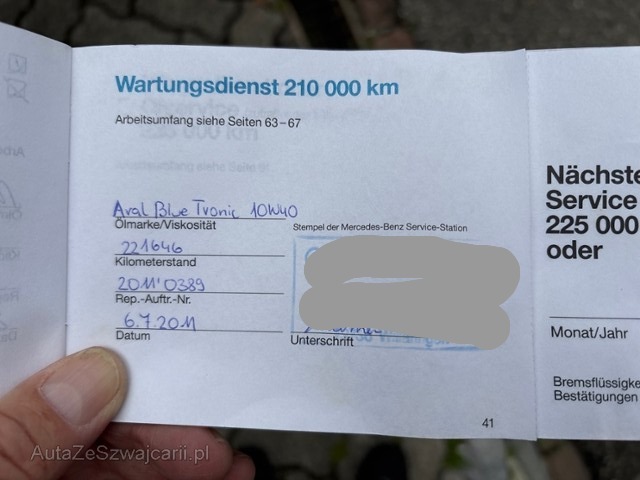 Wartungsdienst 210 000 km
Arbeitsumfang siehe Seiten 63–67
Aral Blue Tronic 10W40
Ölmarke/Viskosität
Stempel der Mercedes-Benz Service-Station
221646
Kilometerstand
2011'0389
Rep.-Auftr.-Nr.
6.7.2011
Datum
Unterschrift
41
Nächste
Service
225 000
oder
Monat/Jahr
Bremsflüssigke
Bestätigungen
AutaZeSzwajcarii.pl